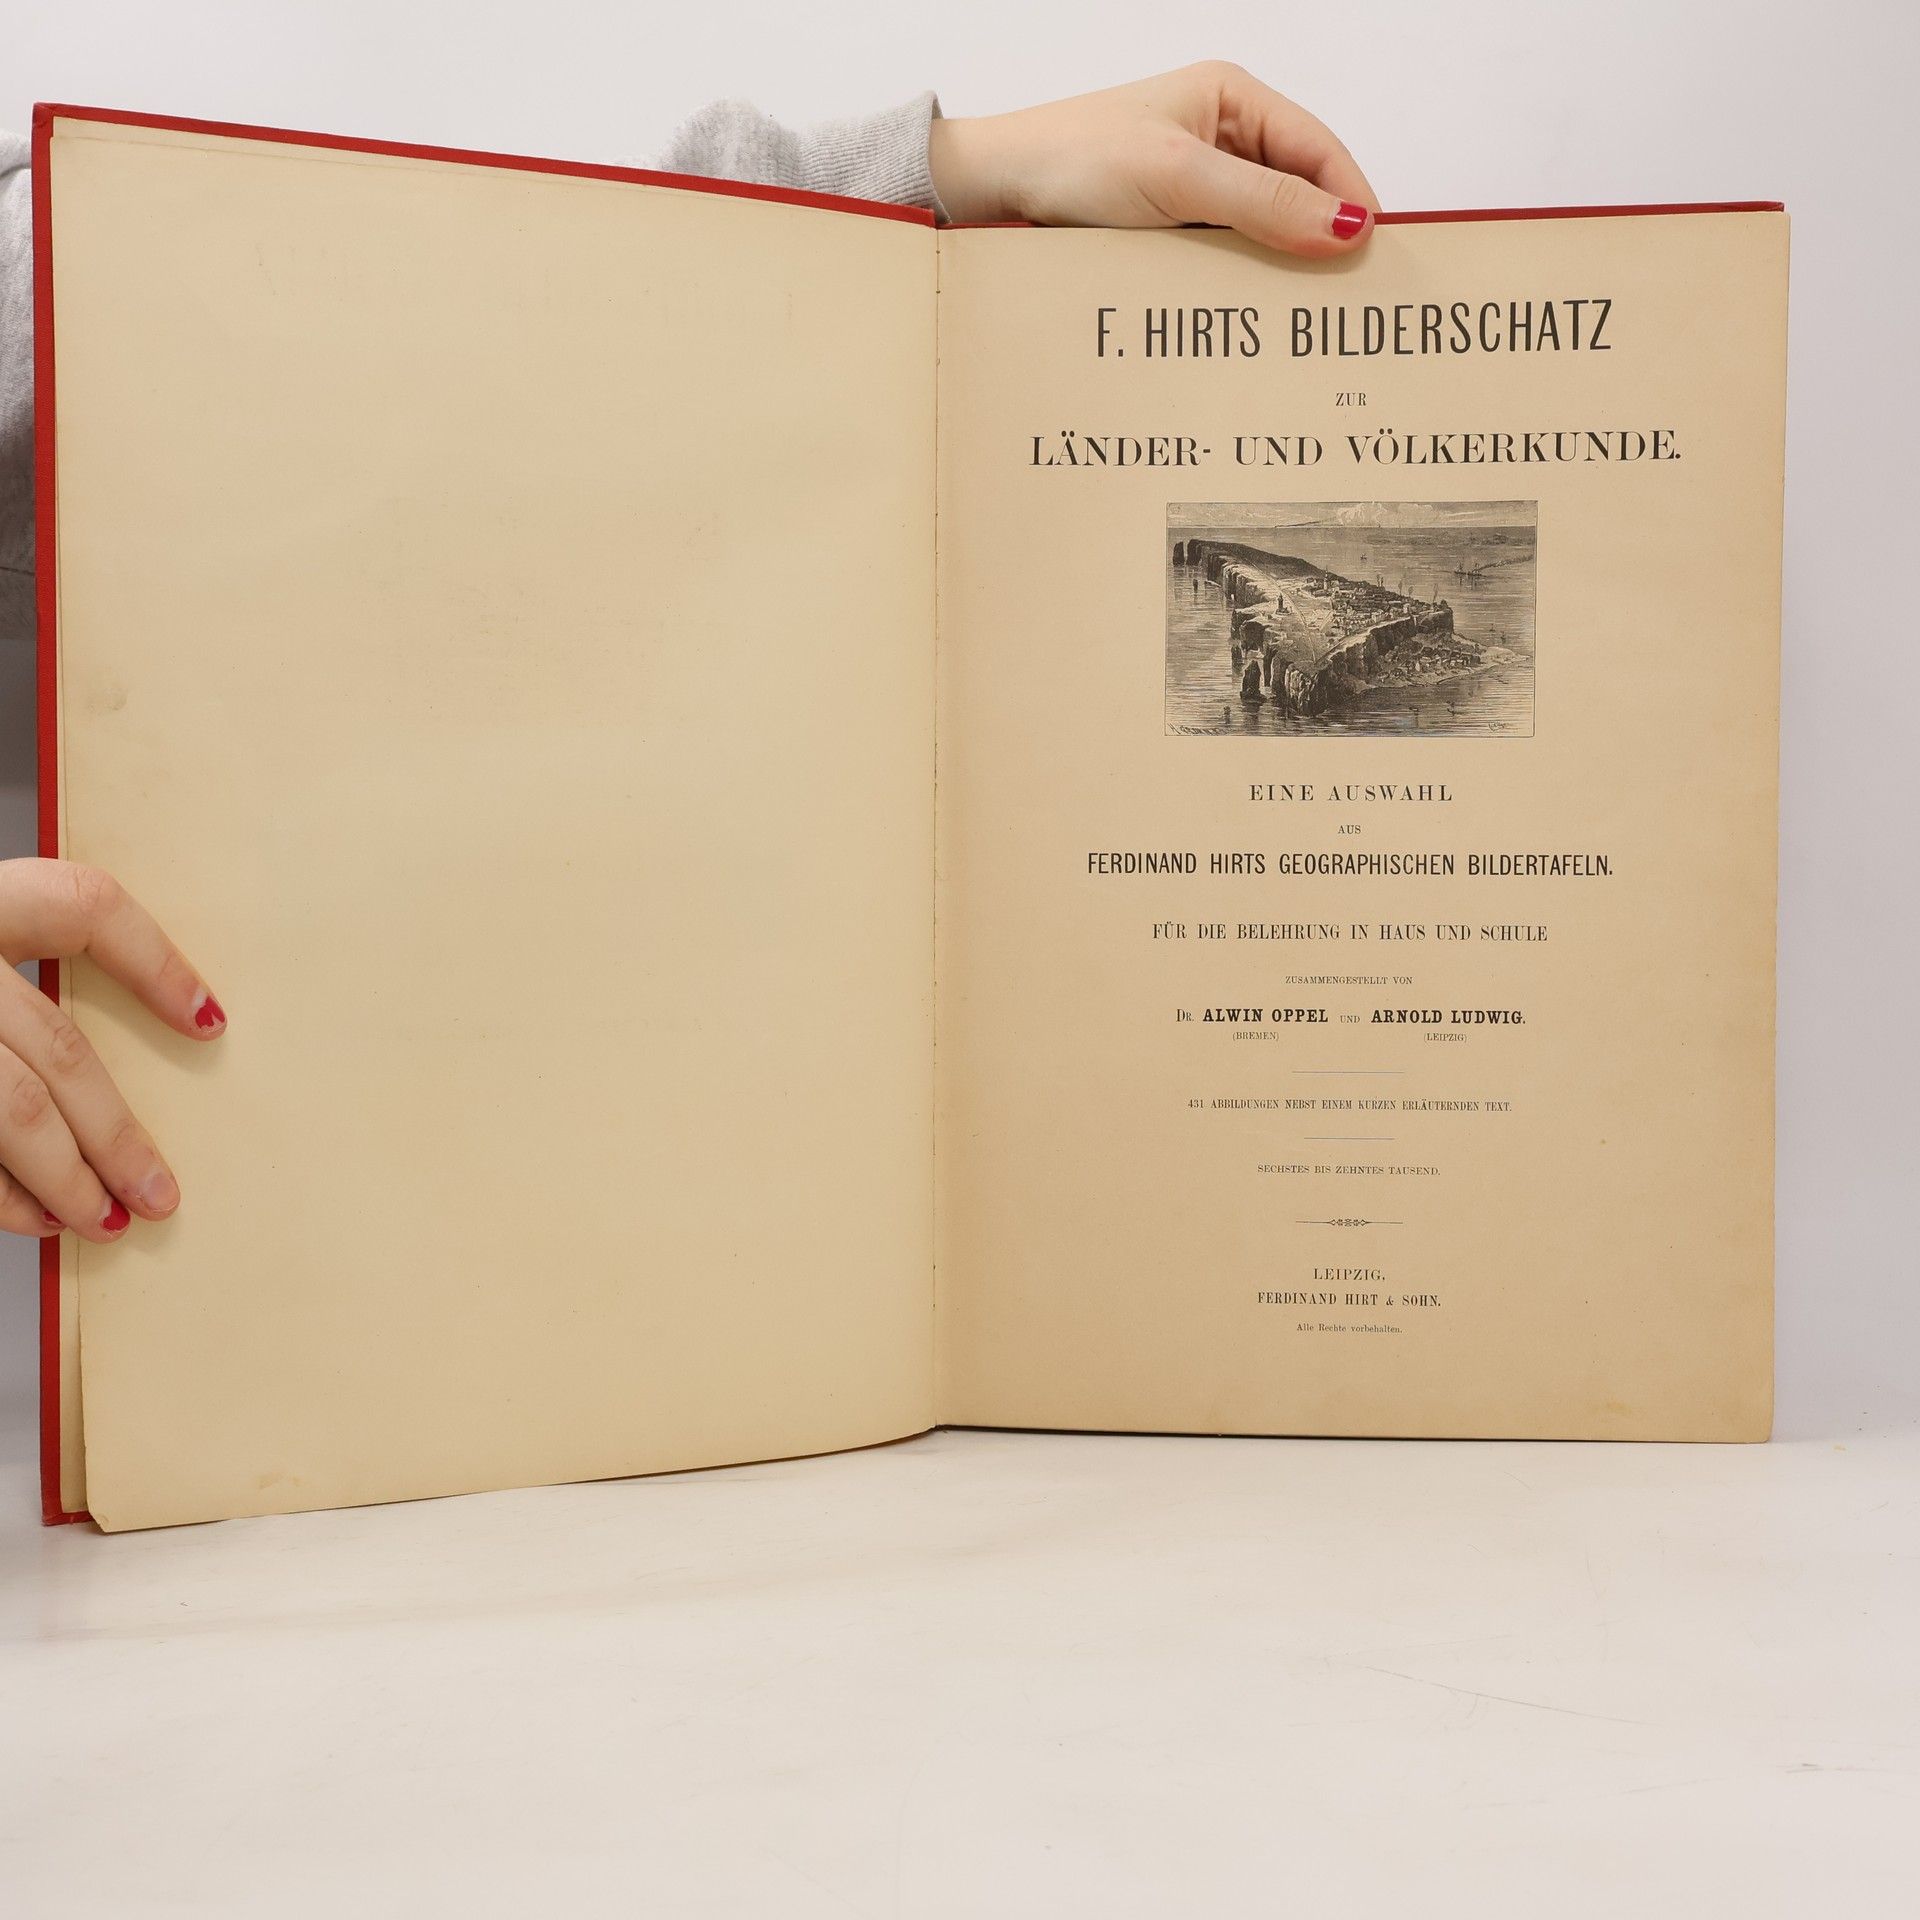 F. HIRTS BILDERSCHATZ
ZUR
LÄNDER- UND VÖLKERKUNDE.
EINE AUSWAHL
AUS
FERDINAND HIRTS GEOGRAPHISCHEN BILDERTAFELN.
FÜR DIE BELEHRUNG IN HAUS UND SCHULE
ZUSAMMENGESTELLT VON
DR. ALWIN OPPEL UND ARNOLD LUDWIG.
(BREMEN) (LEIPZIG)
431 ABBILDUNGEN NEBST EINEM KURZEN ERLÄUTERNDEN TEXT.
SECHSTES BIS ZEHNTES TAUSEND.
LEIPZIG,
FERDINAND HIRT & SOHN.
Alle Rechte vorbehalten.